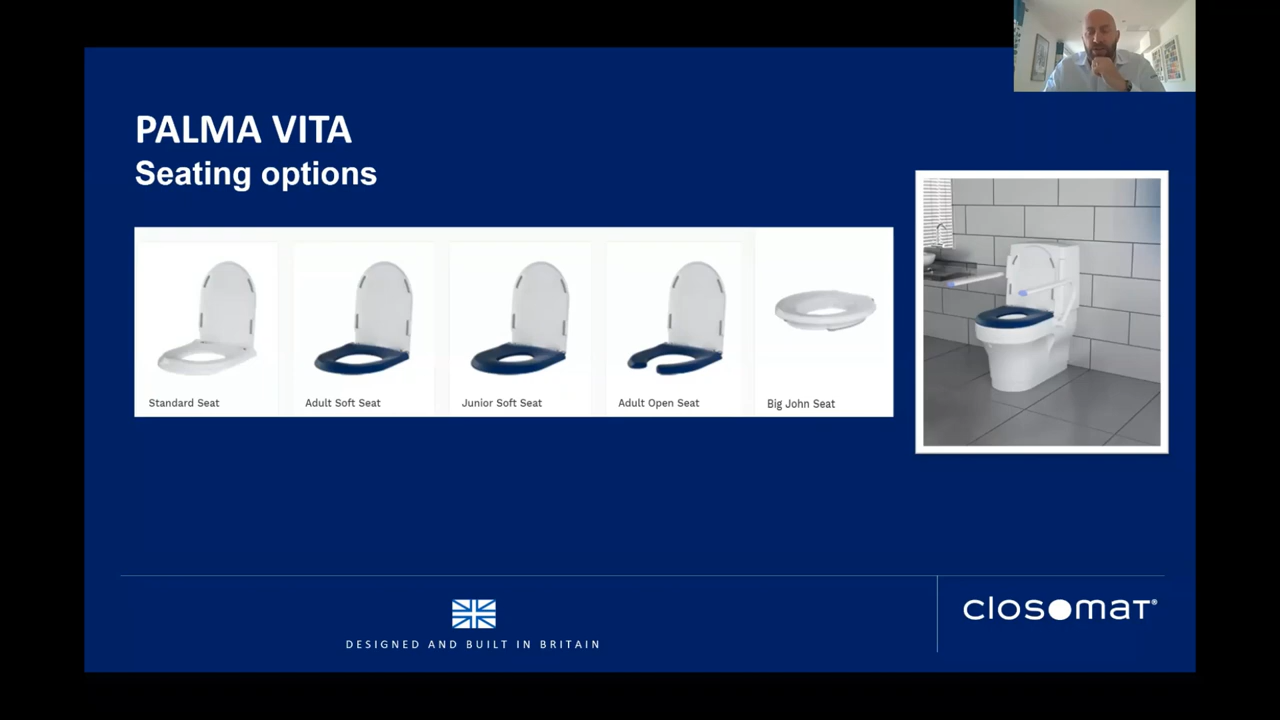 PALMA VITA
Seating options
Standard Seat
Adult Soft Seat
Junior Soft Seat
Adult Open Seat
Big John Seat
DESIGNED AND BUILT IN BRITAIN
closomat®